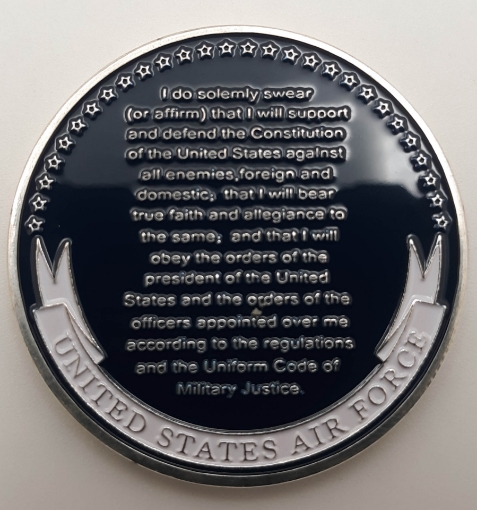 I do solemly swear
(or affirm) that I will support
and defend the Constitution
of the United States against
all enemies,foreign and
domestic; that I will bear
true faith and allegiance to
the same; and that I will
obey the orders of the
president of the United
States and the orders of the
officers appointed over me
according to the regulations
and the Uniform Code of
Military Justice.
UNITED STATES AIR FORCE